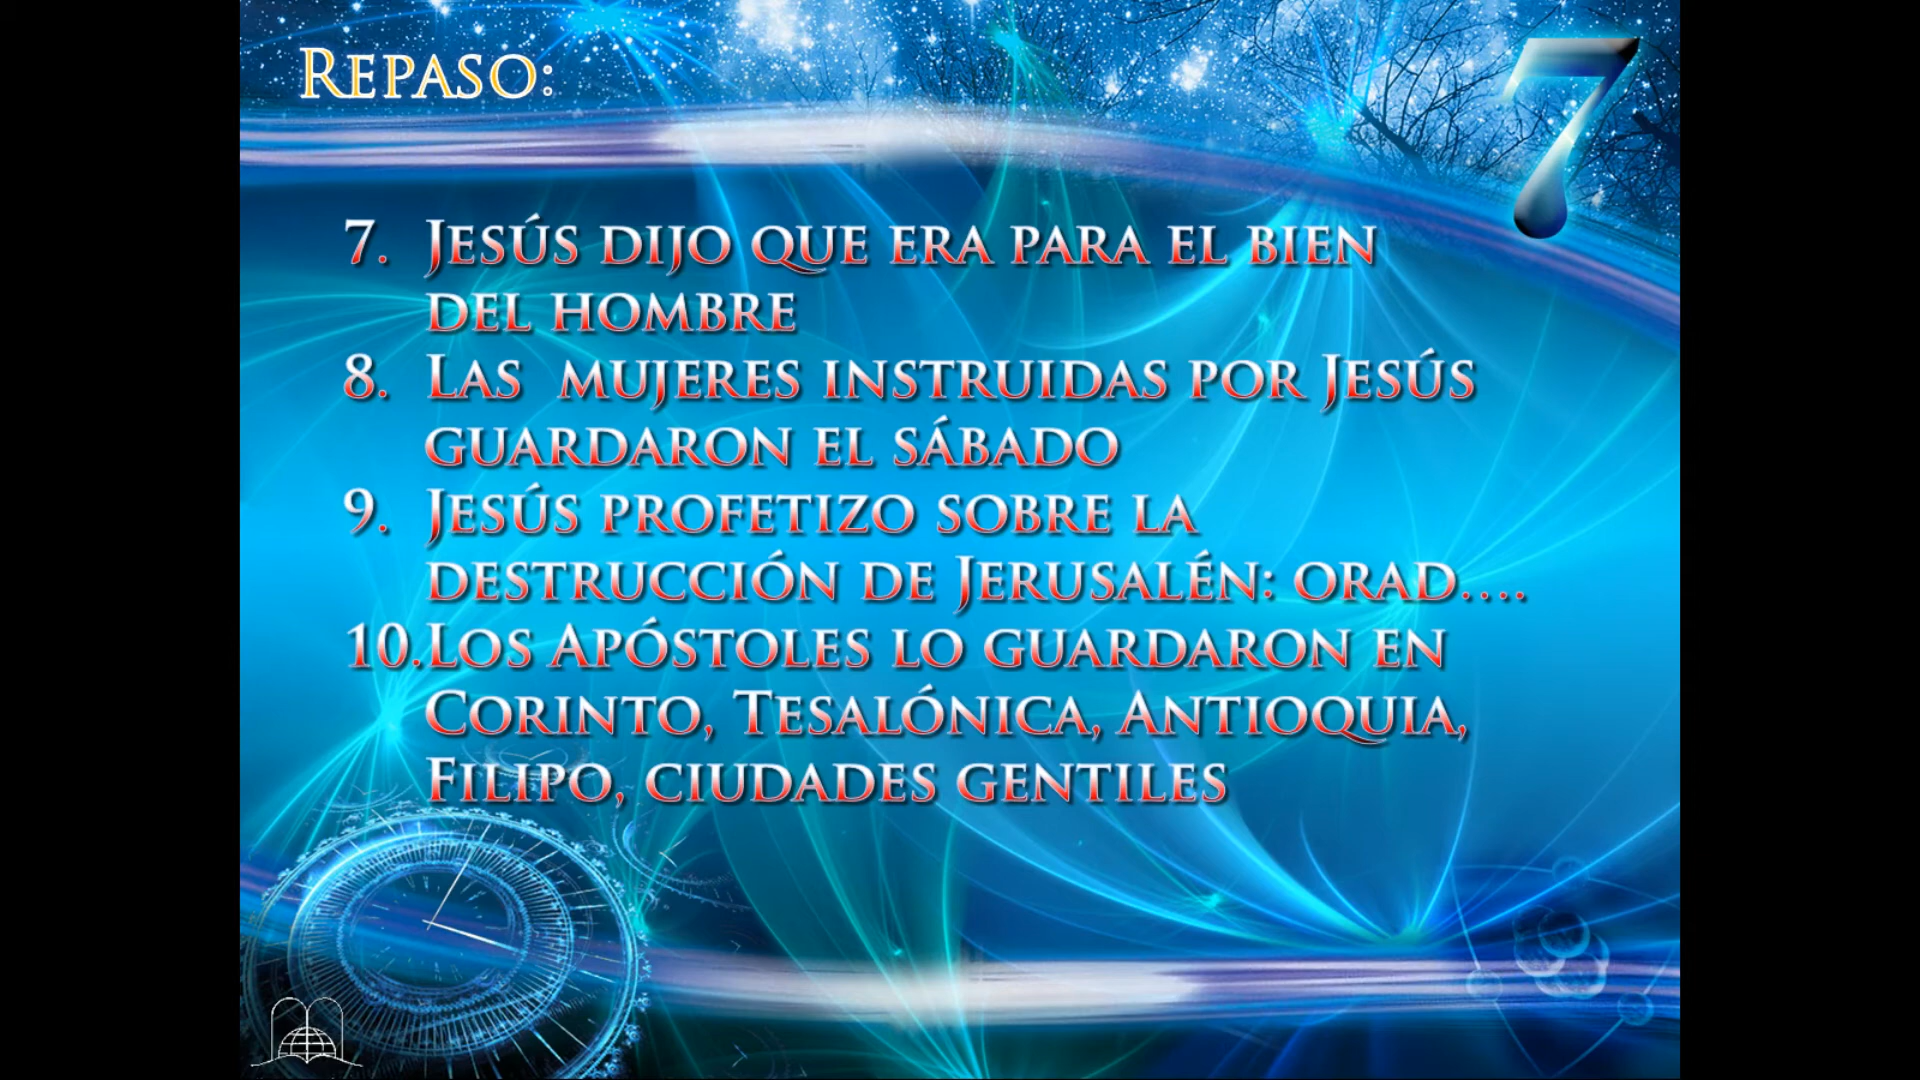 Repaso:
7
7. Jesús dijo que era para el bien
del hombre
8. Las mujeres instruidas por Jesús
guardaron el sábado
9. Jesús profetizo sobre la
destrucción de Jerusalén: orad....
10. Los Apóstoles lo guardaron en
Corinto, Tesalónica, Antioquia,
Filipo, ciudades gentiles